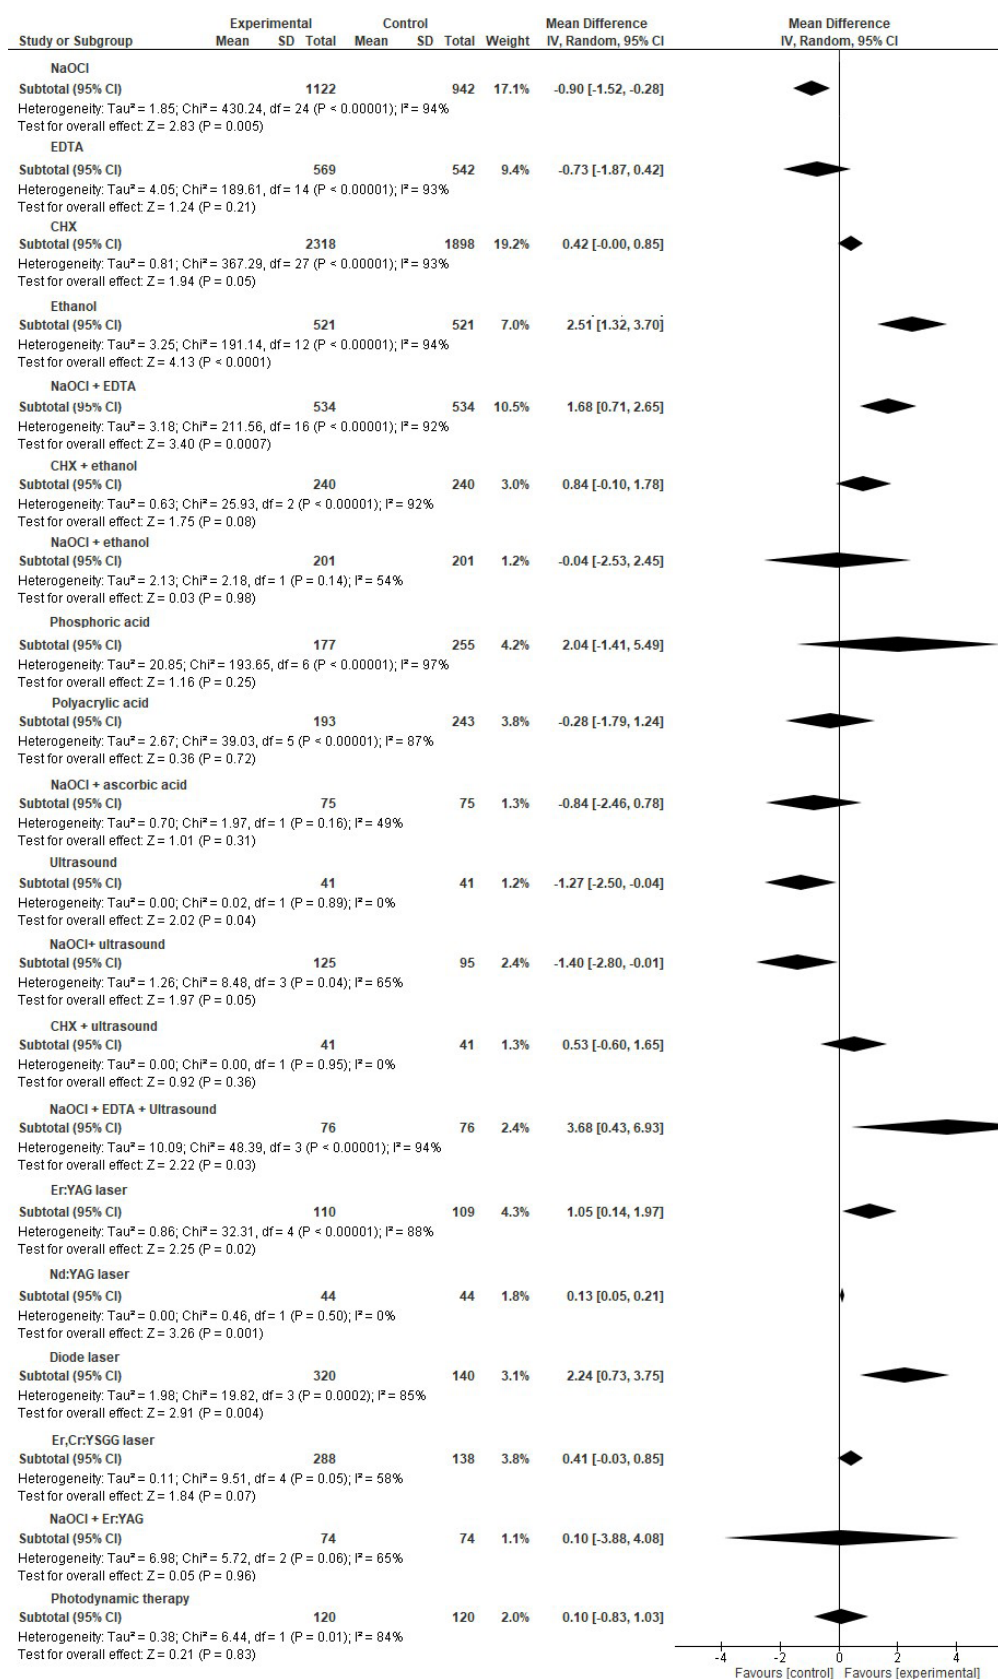 Experimental Control Mean Difference Mean Difference
Study or Subgroup Mean SD Total Mean SD Total Weight IV, Random, 95% CI IV, Random, 95% CI
NaOCl
Subtotal (95% CI) 1122 942 17.1% -0.90 [-1.52, -0.28]
Heterogeneity: Tau² = 1.85; Chi² = 430.24, df = 24 (P < 0.00001); I² = 94%
Test for overall effect: Z = 2.83 (P = 0.005)
EDTA
Subtotal (95% CI) 569 542 9.4% -0.73 [-1.87, 0.42]
Heterogeneity: Tau² = 4.05; Chi² = 189.61, df = 14 (P < 0.00001); I² = 93%
Test for overall effect: Z = 1.24 (P = 0.21)
CHX
Subtotal (95% CI) 2318 1898 19.2% 0.42 [-0.00, 0.85]
Heterogeneity: Tau² = 0.81; Chi² = 367.29, df = 27 (P < 0.00001); I² = 93%
Test for overall effect: Z = 1.94 (P = 0.05)
Ethanol
Subtotal (95% CI) 521 521 7.0% 2.51 [1.32, 3.70]
Heterogeneity: Tau² = 3.25; Chi² = 191.14, df = 12 (P < 0.00001); I² = 94%
Test for overall effect: Z = 4.13 (P < 0.0001)
NaOCl + EDTA
Subtotal (95% CI) 534 534 10.5% 1.68 [0.71, 2.65]
Heterogeneity: Tau² = 3.18; Chi² = 211.56, df = 16 (P < 0.00001); I² = 92%
Test for overall effect: Z = 3.40 (P = 0.0007)
CHX + ethanol
Subtotal (95% CI) 240 240 3.0% 0.84 [-0.10, 1.78]
Heterogeneity: Tau² = 0.63; Chi² = 25.93, df = 2 (P < 0.00001); I² = 92%
Test for overall effect: Z = 1.75 (P = 0.08)
NaOCl + ethanol
Subtotal (95% CI) 201 201 1.2% -0.04 [-2.53, 2.45]
Heterogeneity: Tau² = 2.13; Chi² = 2.18, df = 1 (P = 0.14); I² = 54%
Test for overall effect: Z = 0.03 (P = 0.98)
Phosphoric acid
Subtotal (95% CI) 177 255 4.2% 2.04 [-1.41, 5.49]
Heterogeneity: Tau² = 20.85; Chi² = 193.65, df = 6 (P < 0.00001); I² = 97%
Test for overall effect: Z = 1.16 (P = 0.25)
Polyacrylic acid
Subtotal (95% CI) 193 243 3.8% -0.28 [-1.79, 1.24]
Heterogeneity: Tau² = 2.67; Chi² = 39.03, df = 5 (P < 0.00001); I² = 87%
Test for overall effect: Z = 0.36 (P = 0.72)
NaOCl + ascorbic acid
Subtotal (95% CI) 75 75 1.3% -0.84 [-2.46, 0.78]
Heterogeneity: Tau² = 0.70; Chi² = 1.97, df = 1 (P = 0.16); I² = 49%
Test for overall effect: Z = 1.01 (P = 0.31)
Ultrasound
Subtotal (95% CI) 41 41 1.2% -1.27 [-2.50, -0.04]
Heterogeneity: Tau² = 0.00; Chi² = 0.02, df = 1 (P = 0.89); I² = 0%
Test for overall effect: Z = 2.02 (P = 0.04)
NaOCl+ ultrasound
Subtotal (95% CI) 125 95 2.4% -1.40 [-2.80, -0.01]
Heterogeneity: Tau² = 1.26; Chi² = 8.48, df = 3 (P = 0.04); I² = 65%
Test for overall effect: Z = 1.97 (P = 0.05)
CHX + ultrasound
Subtotal (95% CI) 41 41 1.3% 0.53 [-0.60, 1.65]
Heterogeneity: Tau² = 0.00; Chi² = 0.00, df = 1 (P = 0.95); I² = 0%
Test for overall effect: Z = 0.92 (P = 0.36)
NaOCl + EDTA + Ultrasound
Subtotal (95% CI) 76 76 2.4% 3.68 [0.43, 6.93]
Heterogeneity: Tau² = 10.09; Chi² = 48.39, df = 3 (P < 0.00001); I² = 94%
Test for overall effect: Z = 2.22 (P = 0.03)
Er:YAG laser
Subtotal (95% CI) 110 109 4.3% 1.05 [0.14, 1.97]
Heterogeneity: Tau² = 0.86; Chi² = 32.31, df = 4 (P < 0.00001); I² = 88%
Test for overall effect: Z = 2.25 (P = 0.02)
Nd:YAG laser
Subtotal (95% CI) 44 44 1.8% 0.13 [0.05, 0.21]
Heterogeneity: Tau² = 0.00; Chi² = 0.46, df = 1 (P = 0.50); I² = 0%
Test for overall effect: Z = 3.26 (P = 0.001)
Diode laser
Subtotal (95% CI) 320 140 3.1% 2.24 [0.73, 3.75]
Heterogeneity: Tau² = 1.98; Chi² = 19.82, df = 3 (P = 0.0002); I² = 85%
Test for overall effect: Z = 2.91 (P = 0.004)
Er,Cr:YSGG laser
Subtotal (95% CI) 288 138 3.8% 0.41 [-0.03, 0.85]
Heterogeneity: Tau² = 0.11; Chi² = 9.51, df = 4 (P = 0.05); I² = 58%
Test for overall effect: Z = 1.84 (P = 0.07)
NaOCl + Er:YAG
Subtotal (95% CI) 74 74 1.1% 0.10 [-3.88, 4.08]
Heterogeneity: Tau² = 6.98; Chi² = 5.72, df = 2 (P = 0.06); I² = 65%
Test for overall effect: Z = 0.05 (P = 0.96)
Photodynamic therapy
Subtotal (95% CI) 120 120 2.0% 0.10 [-0.83, 1.03]
Heterogeneity: Tau² = 0.38; Chi² = 6.44, df = 1 (P = 0.01); I² = 84%
Test for overall effect: Z = 0.21 (P = 0.83)
-4 -2 0 2 4
Favours [control] Favours [experimental]